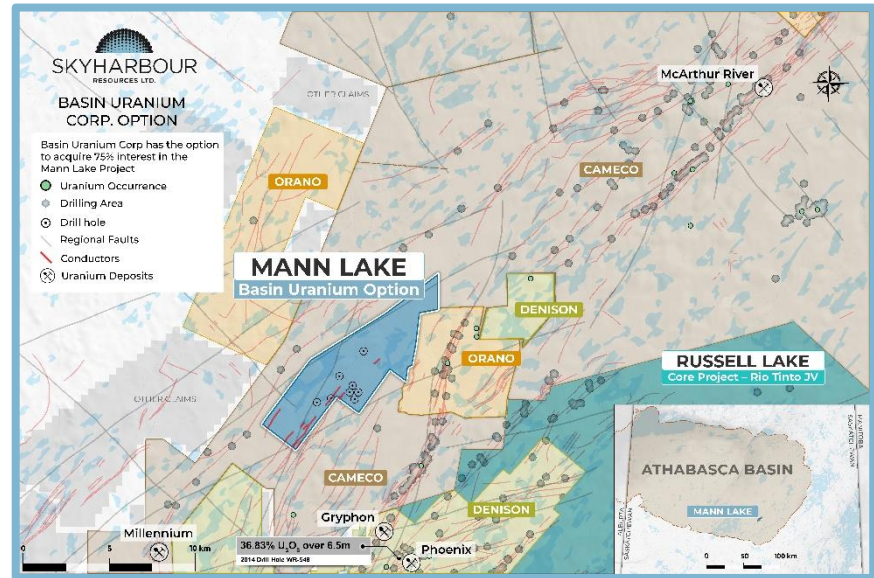 SKYHARBOUR
RESOURCES LTD.
BASIN URANIUM
CORP. OPTION
Basin Uranium Corp has the option
to acquire 75% interest in the
Mann Lake Project
Uranium Occurrence
Drilling Area
Drill hole
Regional Faults
Conductors
Uranium Deposits
OTHER CLAIMS
McArthur River
ORANO
CAMECO
MANN LAKE
Basin Uranium Option
DENISON
ORANO
RUSSELL LAKE
Core Project – Rio Tinto JV
OTHER CLAIMS
CAMECO
DENISON
Gryphon
Millennium
Phoenix
36.83% U3O8 over 6.5m
2014 Drill Hole WR-548
0 5 10 km
MANITOBA
SASKATCHEWAN
ATHABASCA BASIN
MANN LAKE
ALBERTA
SASKATCHEWAN
0 50 100 km